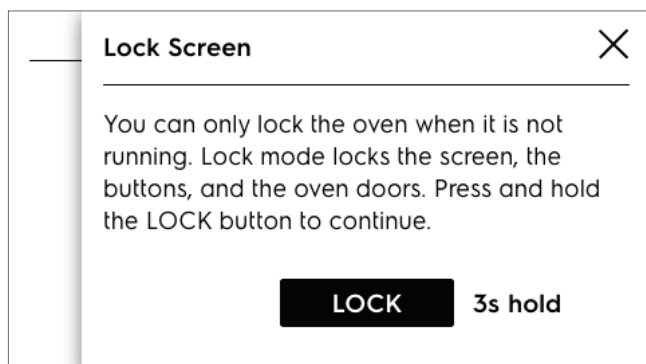 Lock Screen
You can only lock the oven when it is not
running. Lock mode locks the screen, the
buttons, and the oven doors. Press and hold
the LOCK button to continue.
LOCK 3s hold